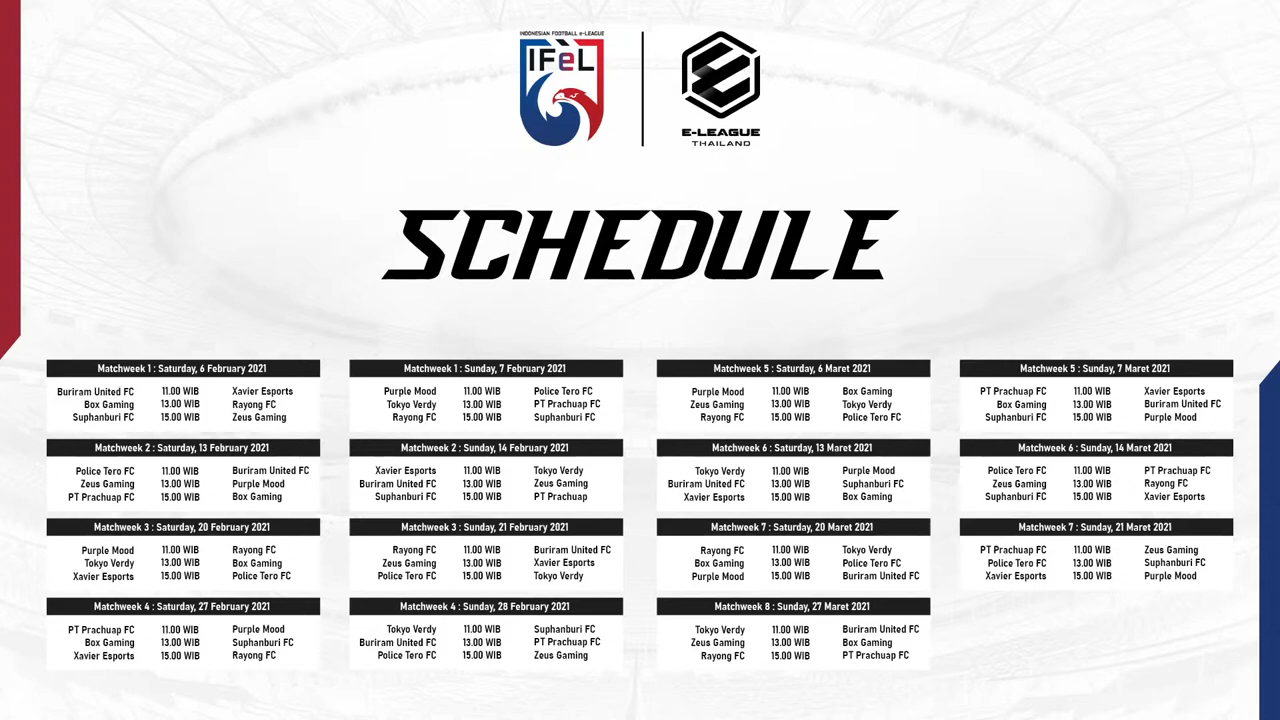 INDONESIAN FOOTBALL e-LEAGUE
IFeL
E-LEAGUE
THAILAND
SCHEDULE
Matchweek 1 : Saturday, 6 February 2021
Buriram United FC 11.00 WIB Xavier Esports
Box Gaming 13.00 WIB Rayong FC
Suphanburi FC 15.00 WIB Zeus Gaming
Matchweek 2 : Saturday, 13 February 2021
Police Tero FC 11.00 WIB Buriram United FC
Zeus Gaming 13.00 WIB Purple Mood
PT Prachuap FC 15.00 WIB Box Gaming
Matchweek 3 : Saturday, 20 February 2021
Purple Mood 11.00 WIB Rayong FC
Tokyo Verdy 13.00 WIB Box Gaming
Xavier Esports 15.00 WIB Police Tero FC
Matchweek 4 : Saturday, 27 February 2021
PT Prachuap FC 11.00 WIB Purple Mood
Box Gaming 13.00 WIB Suphanburi FC
Xavier Esports 15.00 WIB Rayong FC
Matchweek 1 : Sunday, 7 February 2021
Purple Mood 11.00 WIB Police Tero FC
Tokyo Verdy 13.00 WIB PT Prachuap FC
Rayong FC 15.00 WIB Suphanburi FC
Matchweek 2 : Sunday, 14 February 2021
Xavier Esports 11.00 WIB Tokyo Verdy
Buriram United FC 13.00 WIB Zeus Gaming
Suphanburi FC 15.00 WIB PT Prachuap
Matchweek 3 : Sunday, 21 February 2021
Rayong FC 11.00 WIB Buriram United FC
Zeus Gaming 13.00 WIB Xavier Esports
Police Tero FC 15.00 WIB Tokyo Verdy
Matchweek 4 : Sunday, 28 February 2021
Tokyo Verdy 11.00 WIB Suphanburi FC
Buriram United FC 13.00 WIB PT Prachuap FC
Police Tero FC 15.00 WIB Zeus Gaming
Matchweek 5 : Saturday, 6 Maret 2021
Purple Mood 11.00 WIB Box Gaming
Zeus Gaming 13.00 WIB Tokyo Verdy
Rayong FC 15.00 WIB Police Tero FC
Matchweek 6 : Saturday, 13 Maret 2021
Tokyo Verdy 11.00 WIB Purple Mood
Buriram United FC 13.00 WIB Suphanburi FC
Xavier Esports 15.00 WIB Box Gaming
Matchweek 7 : Saturday, 20 Maret 2021
Rayong FC 11.00 WIB Tokyo Verdy
Box Gaming 13.00 WIB Police Tero FC
Purple Mood 15.00 WIB Buriram United FC
Matchweek 8 : Sunday, 27 Maret 2021
Tokyo Verdy 11.00 WIB Buriram United FC
Zeus Gaming 13.00 WIB Box Gaming
Rayong FC 15.00 WIB PT Prachuap FC
Matchweek 5 : Sunday, 7 Maret 2021
PT Prachuap FC 11.00 WIB Xavier Esports
Box Gaming 13.00 WIB Buriram United FC
Suphanburi FC 15.00 WIB Purple Mood
Matchweek 6 : Sunday, 14 Maret 2021
Police Tero FC 11.00 WIB PT Prachuap FC
Zeus Gaming 13.00 WIB Rayong FC
Suphanburi FC 15.00 WIB Xavier Esports
Matchweek 7 : Sunday, 21 Maret 2021
PT Prachuap FC 11.00 WIB Zeus Gaming
Police Tero FC 13.00 WIB Suphanburi FC
Xavier Esports 15.00 WIB Purple Mood